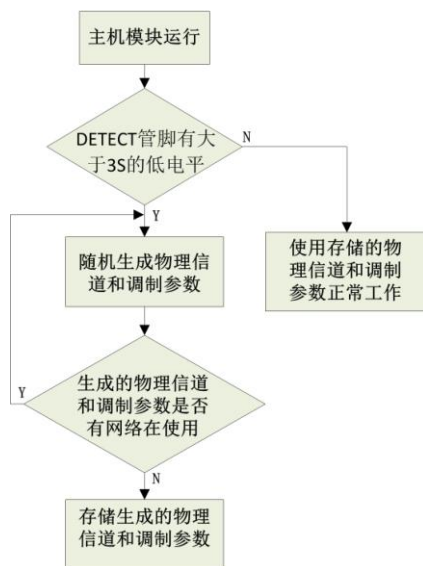 主机模块运行
DETECT管脚有大
于3S的低电平
N
Y
随机生成物理信
道和调制参数
使用存储的物
理信道和调制
参数正常工作
生成的物理信道
和调制参数是否
有网络在使用
Y
N
存储生成的物理
信道和调制参数